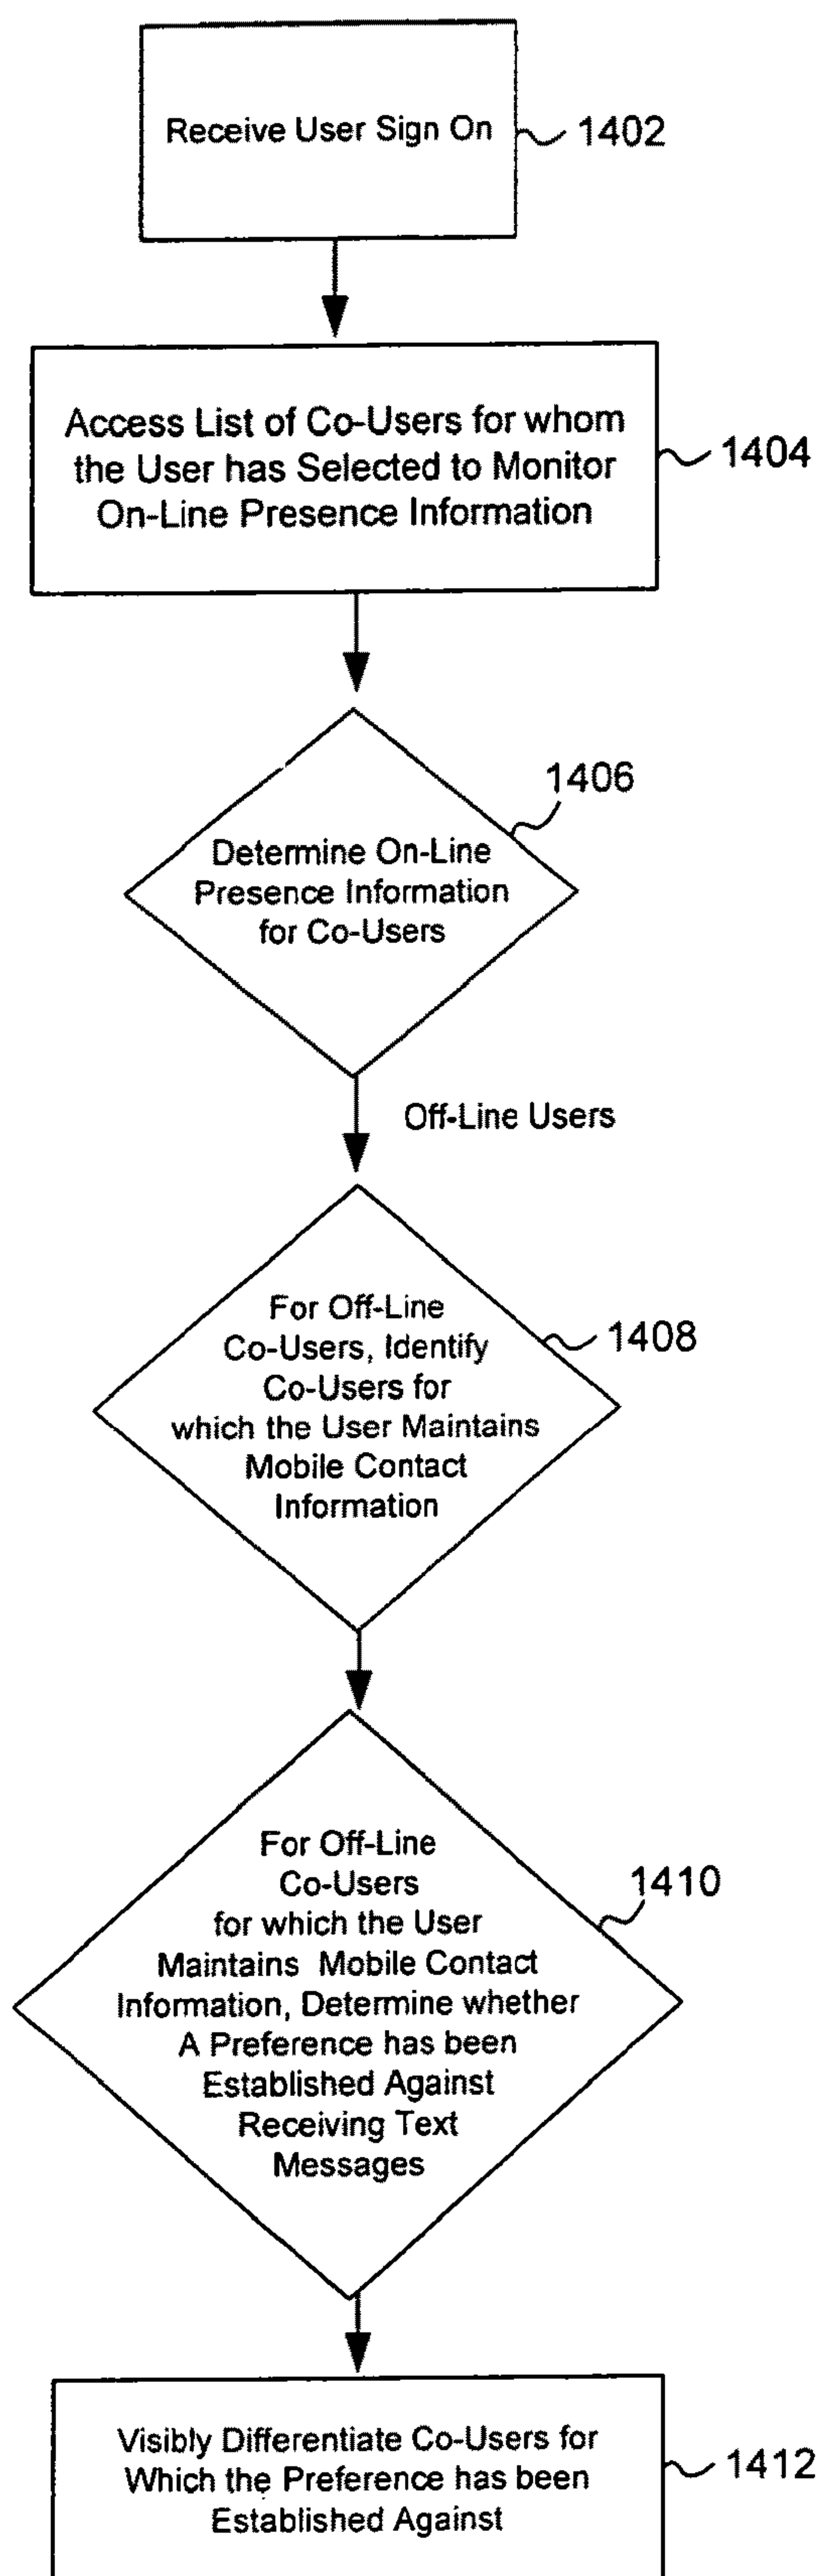 Receive User Sign On
1402
Access List of Co-Users for whom
the User has Selected to Monitor
On-Line Presence Information
1404
1406
Determine On-Line
Presence Information
for Co-Users
Off-Line Users
For Off-Line
Co-Users, Identify
Co-Users for
which the User Maintains
Mobile Contact
Information
1408
For Off-Line
Co-Users
for which the User
Maintains Mobile Contact
Information, Determine whether
A Preference has been
Established Against
Receiving Text
Messages
1410
Visibly Differentiate Co-Users for
Which the Preference has been
Established Against
1412